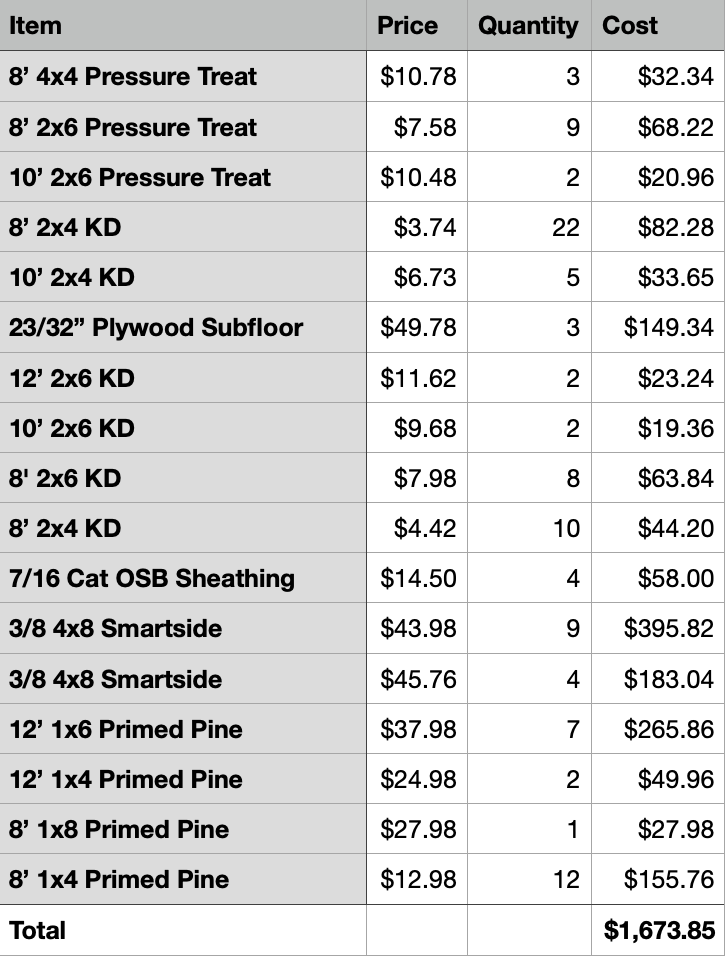 Item Price Quantity Cost
8’ 4x4 Pressure Treat $10.78 3 $32.34
8’ 2x6 Pressure Treat $7.58 9 $68.22
10’ 2x6 Pressure Treat $10.48 2 $20.96
8’ 2x4 KD $3.74 22 $82.28
10’ 2x4 KD $6.73 5 $33.65
23/32” Plywood Subfloor $49.78 3 $149.34
12’ 2x6 KD $11.62 2 $23.24
10’ 2x6 KD $9.68 2 $19.36
8' 2x6 KD $7.98 8 $63.84
8’ 2x4 KD $4.42 10 $44.20
7/16 Cat OSB Sheathing $14.50 4 $58.00
3/8 4x8 Smartside $43.98 9 $395.82
3/8 4x8 Smartside $45.76 4 $183.04
12’ 1x6 Primed Pine $37.98 7 $265.86
12’ 1x4 Primed Pine $24.98 2 $49.96
8’ 1x8 Primed Pine $27.98 1 $27.98
8’ 1x4 Primed Pine $12.98 12 $155.76
Total $1,673.85